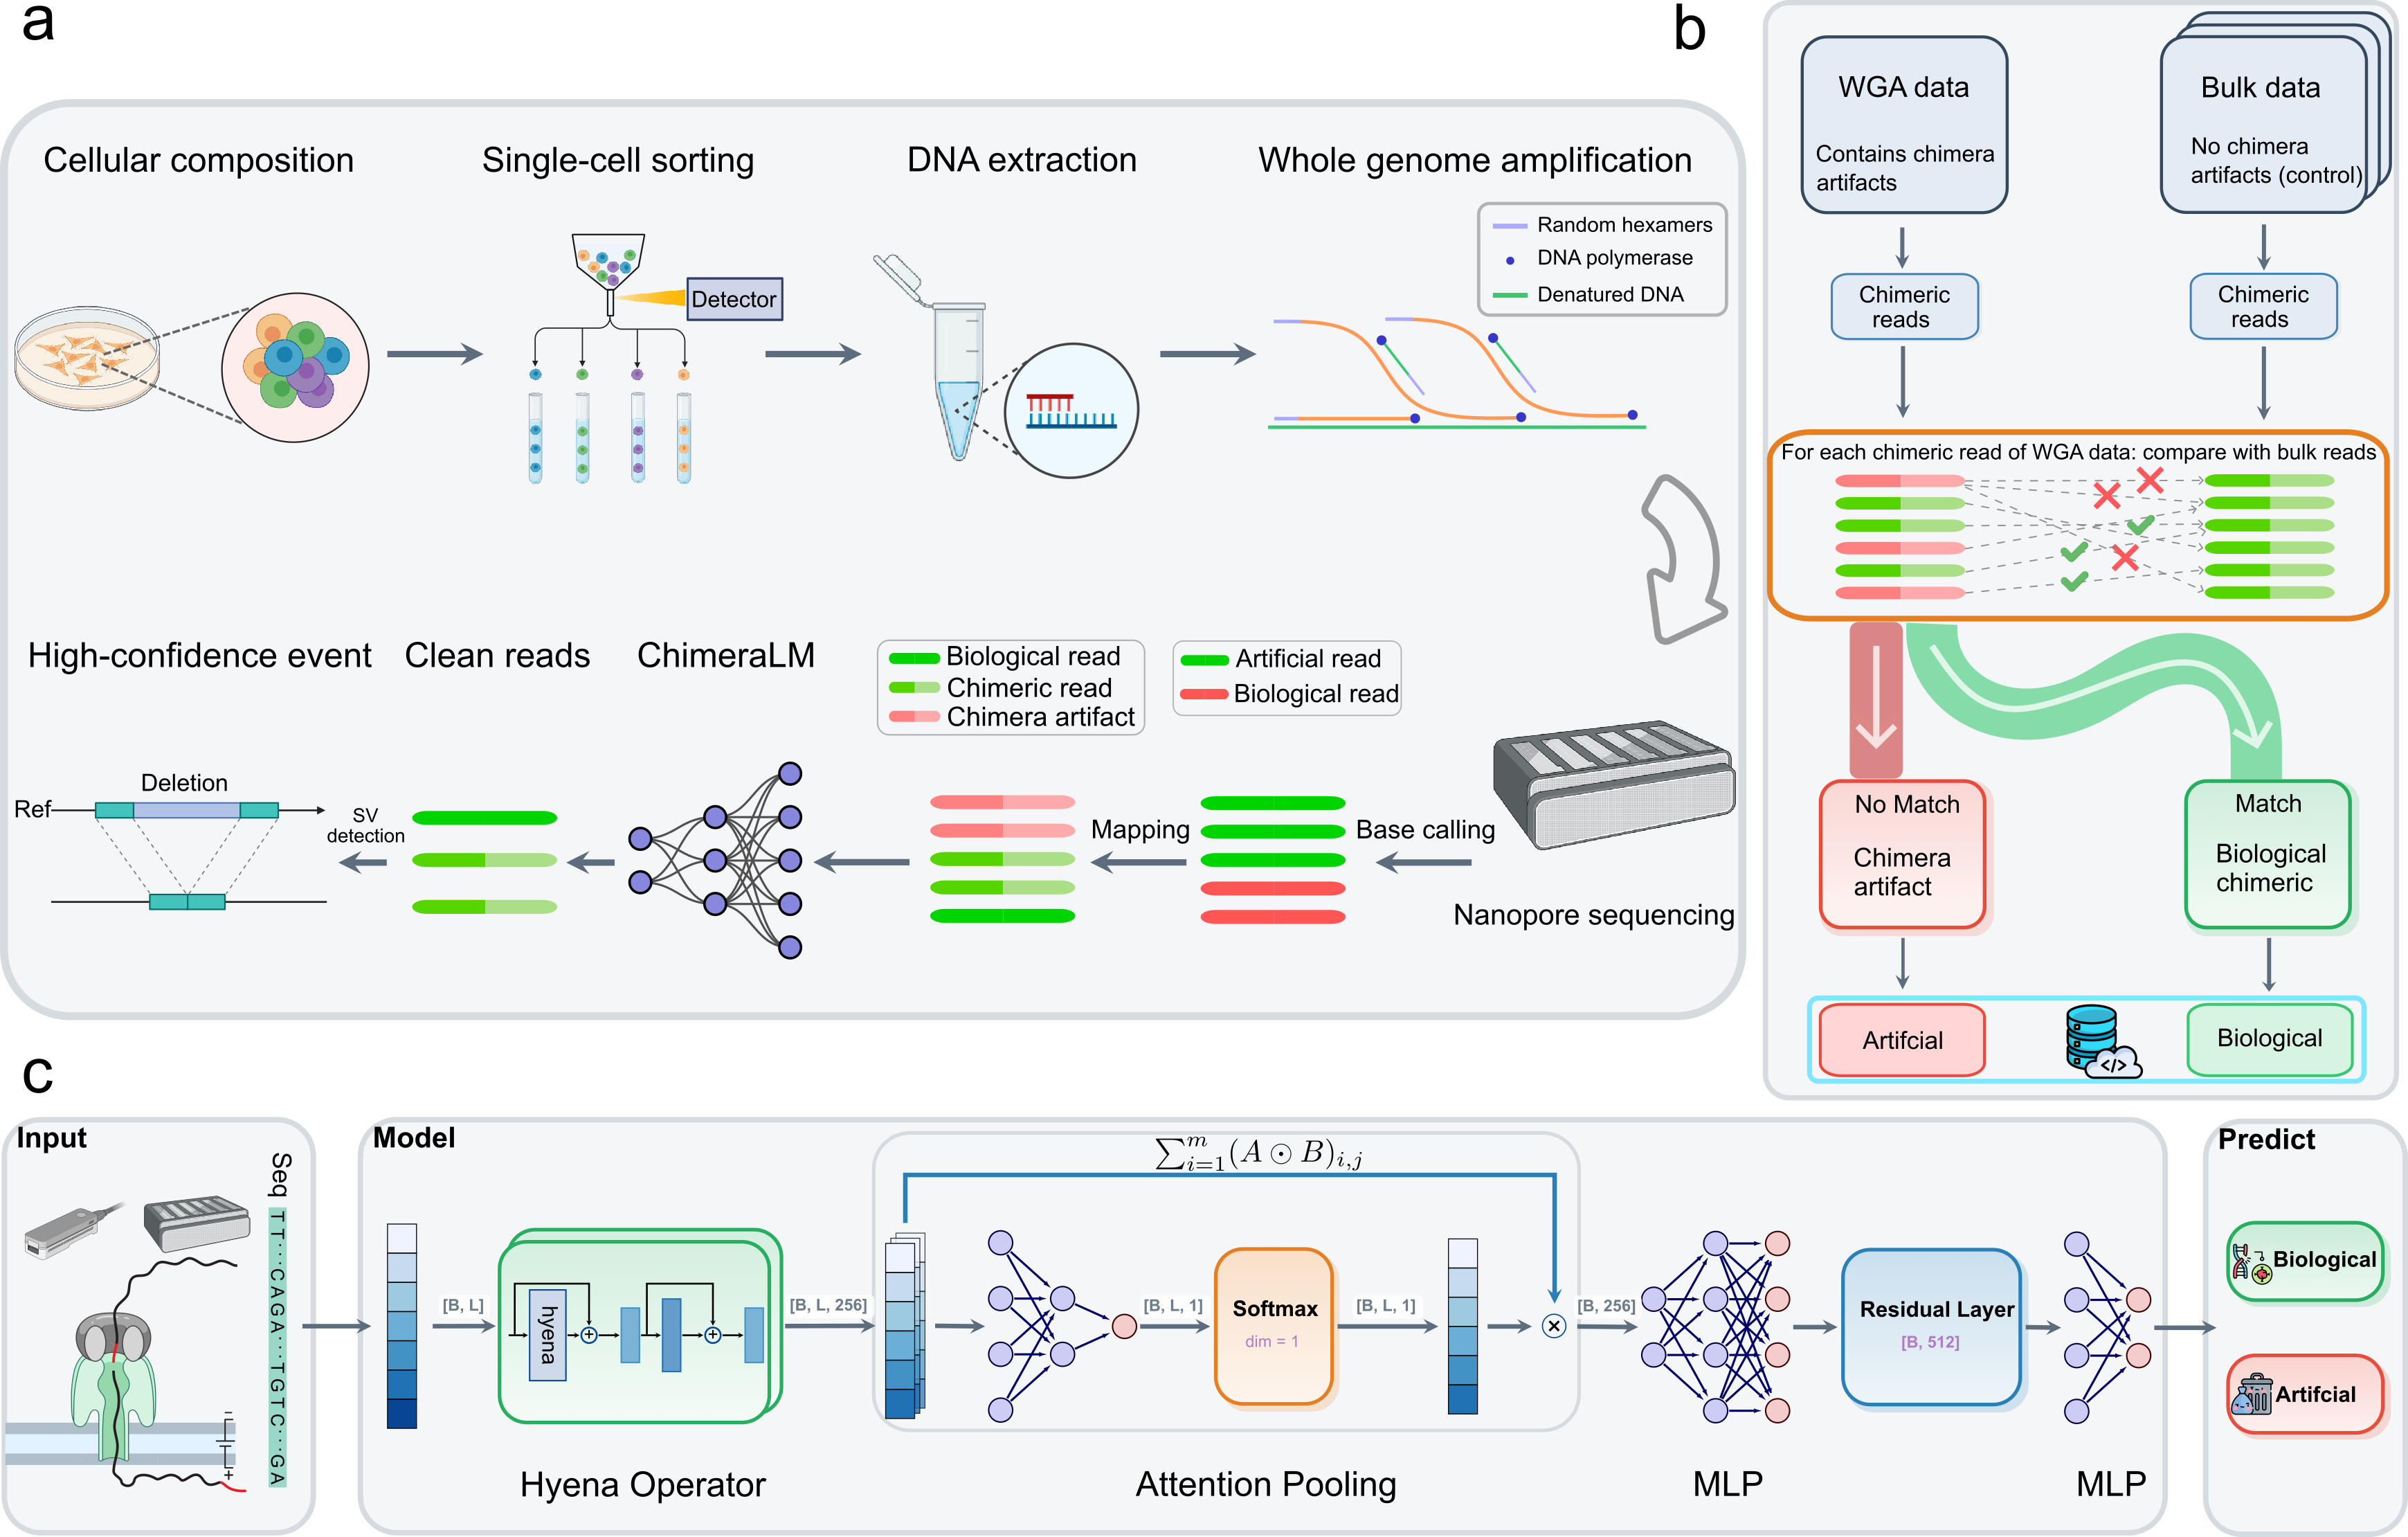 a
Cellular composition
Single-cell sorting
DNA extraction
Whole genome amplification
Detector
Random hexamers
DNA polymerase
Denatured DNA
High-confidence event
Clean reads
ChimeraLM
Biological read
Chimeric read
Chimera artifact
Artificial read
Biological read
Deletion
Ref
SV
detection
Mapping
Base calling
Nanopore sequencing
b
WGA data
Contains chimera
artifacts
Bulk data
No chimera
artifacts (control)
Chimeric
reads
Chimeric
reads
For each chimeric read of WGA data: compare with bulk reads
No Match
Chimera
artifact
Match
Biological
chimeric
Artifcial
</>
Biological
c
Input
Seq
TT···CAGA···TGTC···GA
−
+
Model
[B, L]
hyena
+
+
[B, L, 256]
Hyena Operator
∑ᵢ₌₁ᵐ(A ⊙ B)ᵢ,ⱼ
[B, L, 1]
Softmax
dim = 1
[B, L, 1]
×
[B, 256]
Attention Pooling
MLP
Residual Layer
[B, 512]
MLP
Predict
Biological
Artifcial